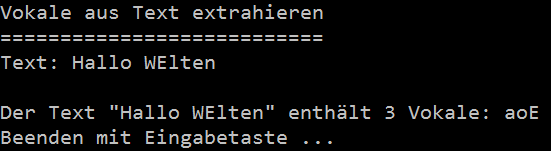 Vokale aus Text extrahieren
===========================
Text: Hallo WElten

Der Text "Hallo WElten" enthält 3 Vokale: aoE
Beenden mit Eingabetaste ...